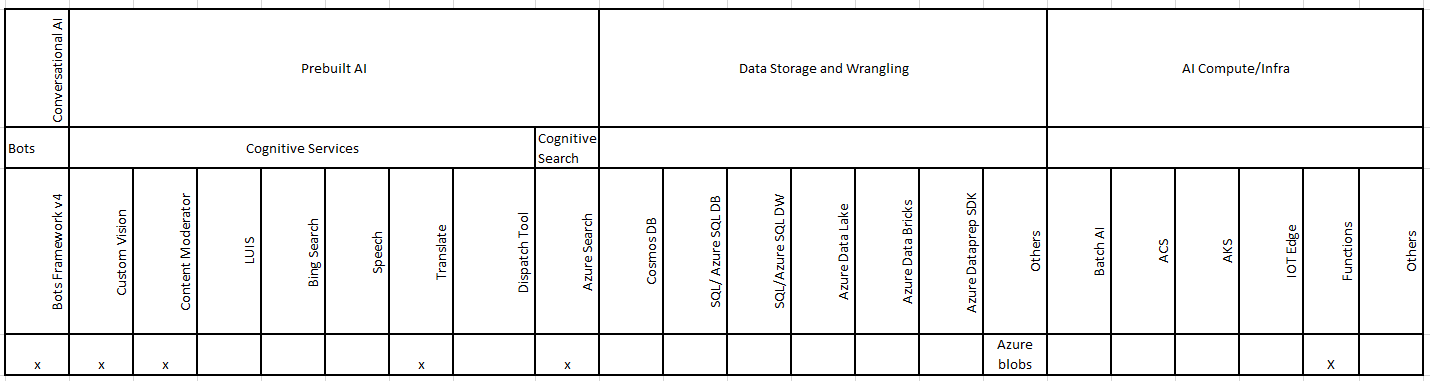 Conversational AI
Prebuilt AI
Data Storage and Wrangling
AI Compute/Infra
Bots
Cognitive Services
Cognitive
Search
Bots Framework v4
Custom Vision
Content Moderator
LUIS
Bing Search
Speech
Translate
Dispatch Tool
Azure Search
Cosmos DB
SQL/ Azure SQL DB
SQL/Azure SQL DW
Azure Data Lake
Azure Data Bricks
Azure Dataprep SDK
Others
Batch AI
ACS
AKS
IOT Edge
Functions
Others
x
x
x
x
x
Azure
blobs
X